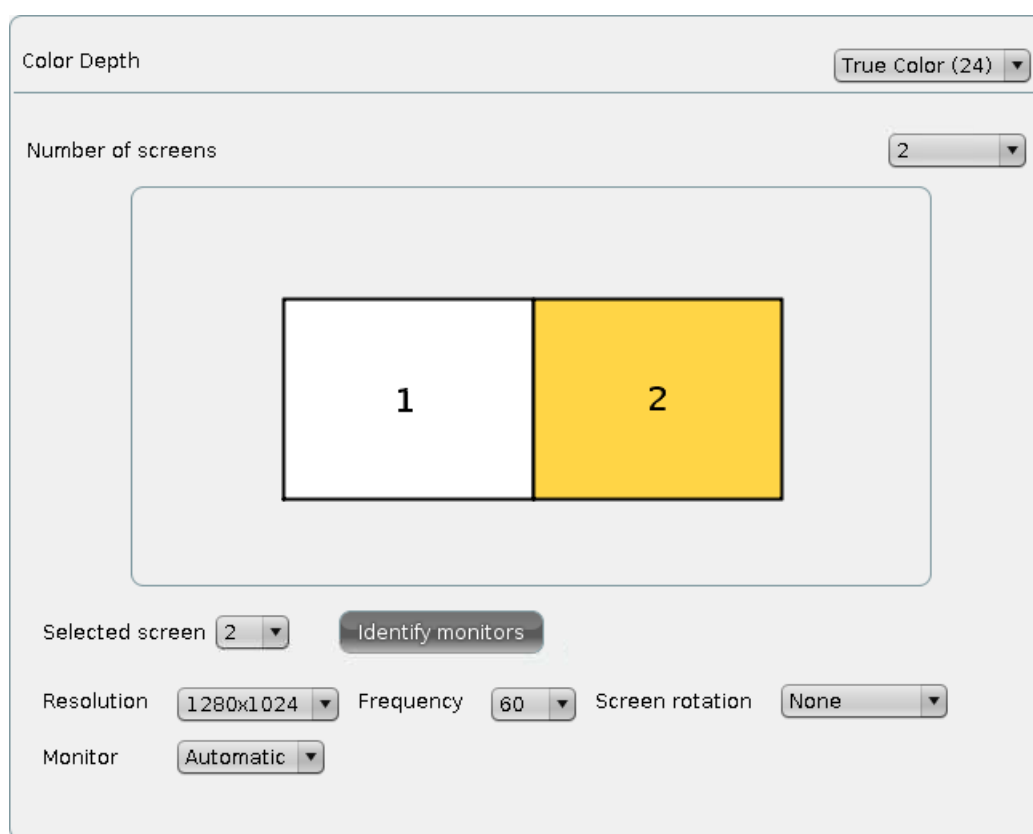 Color Depth True Color (24)
Number of screens 2
1 2
Selected screen 2 Identify monitors
Resolution 1280x1024 Frequency 60 Screen rotation None
Monitor Automatic